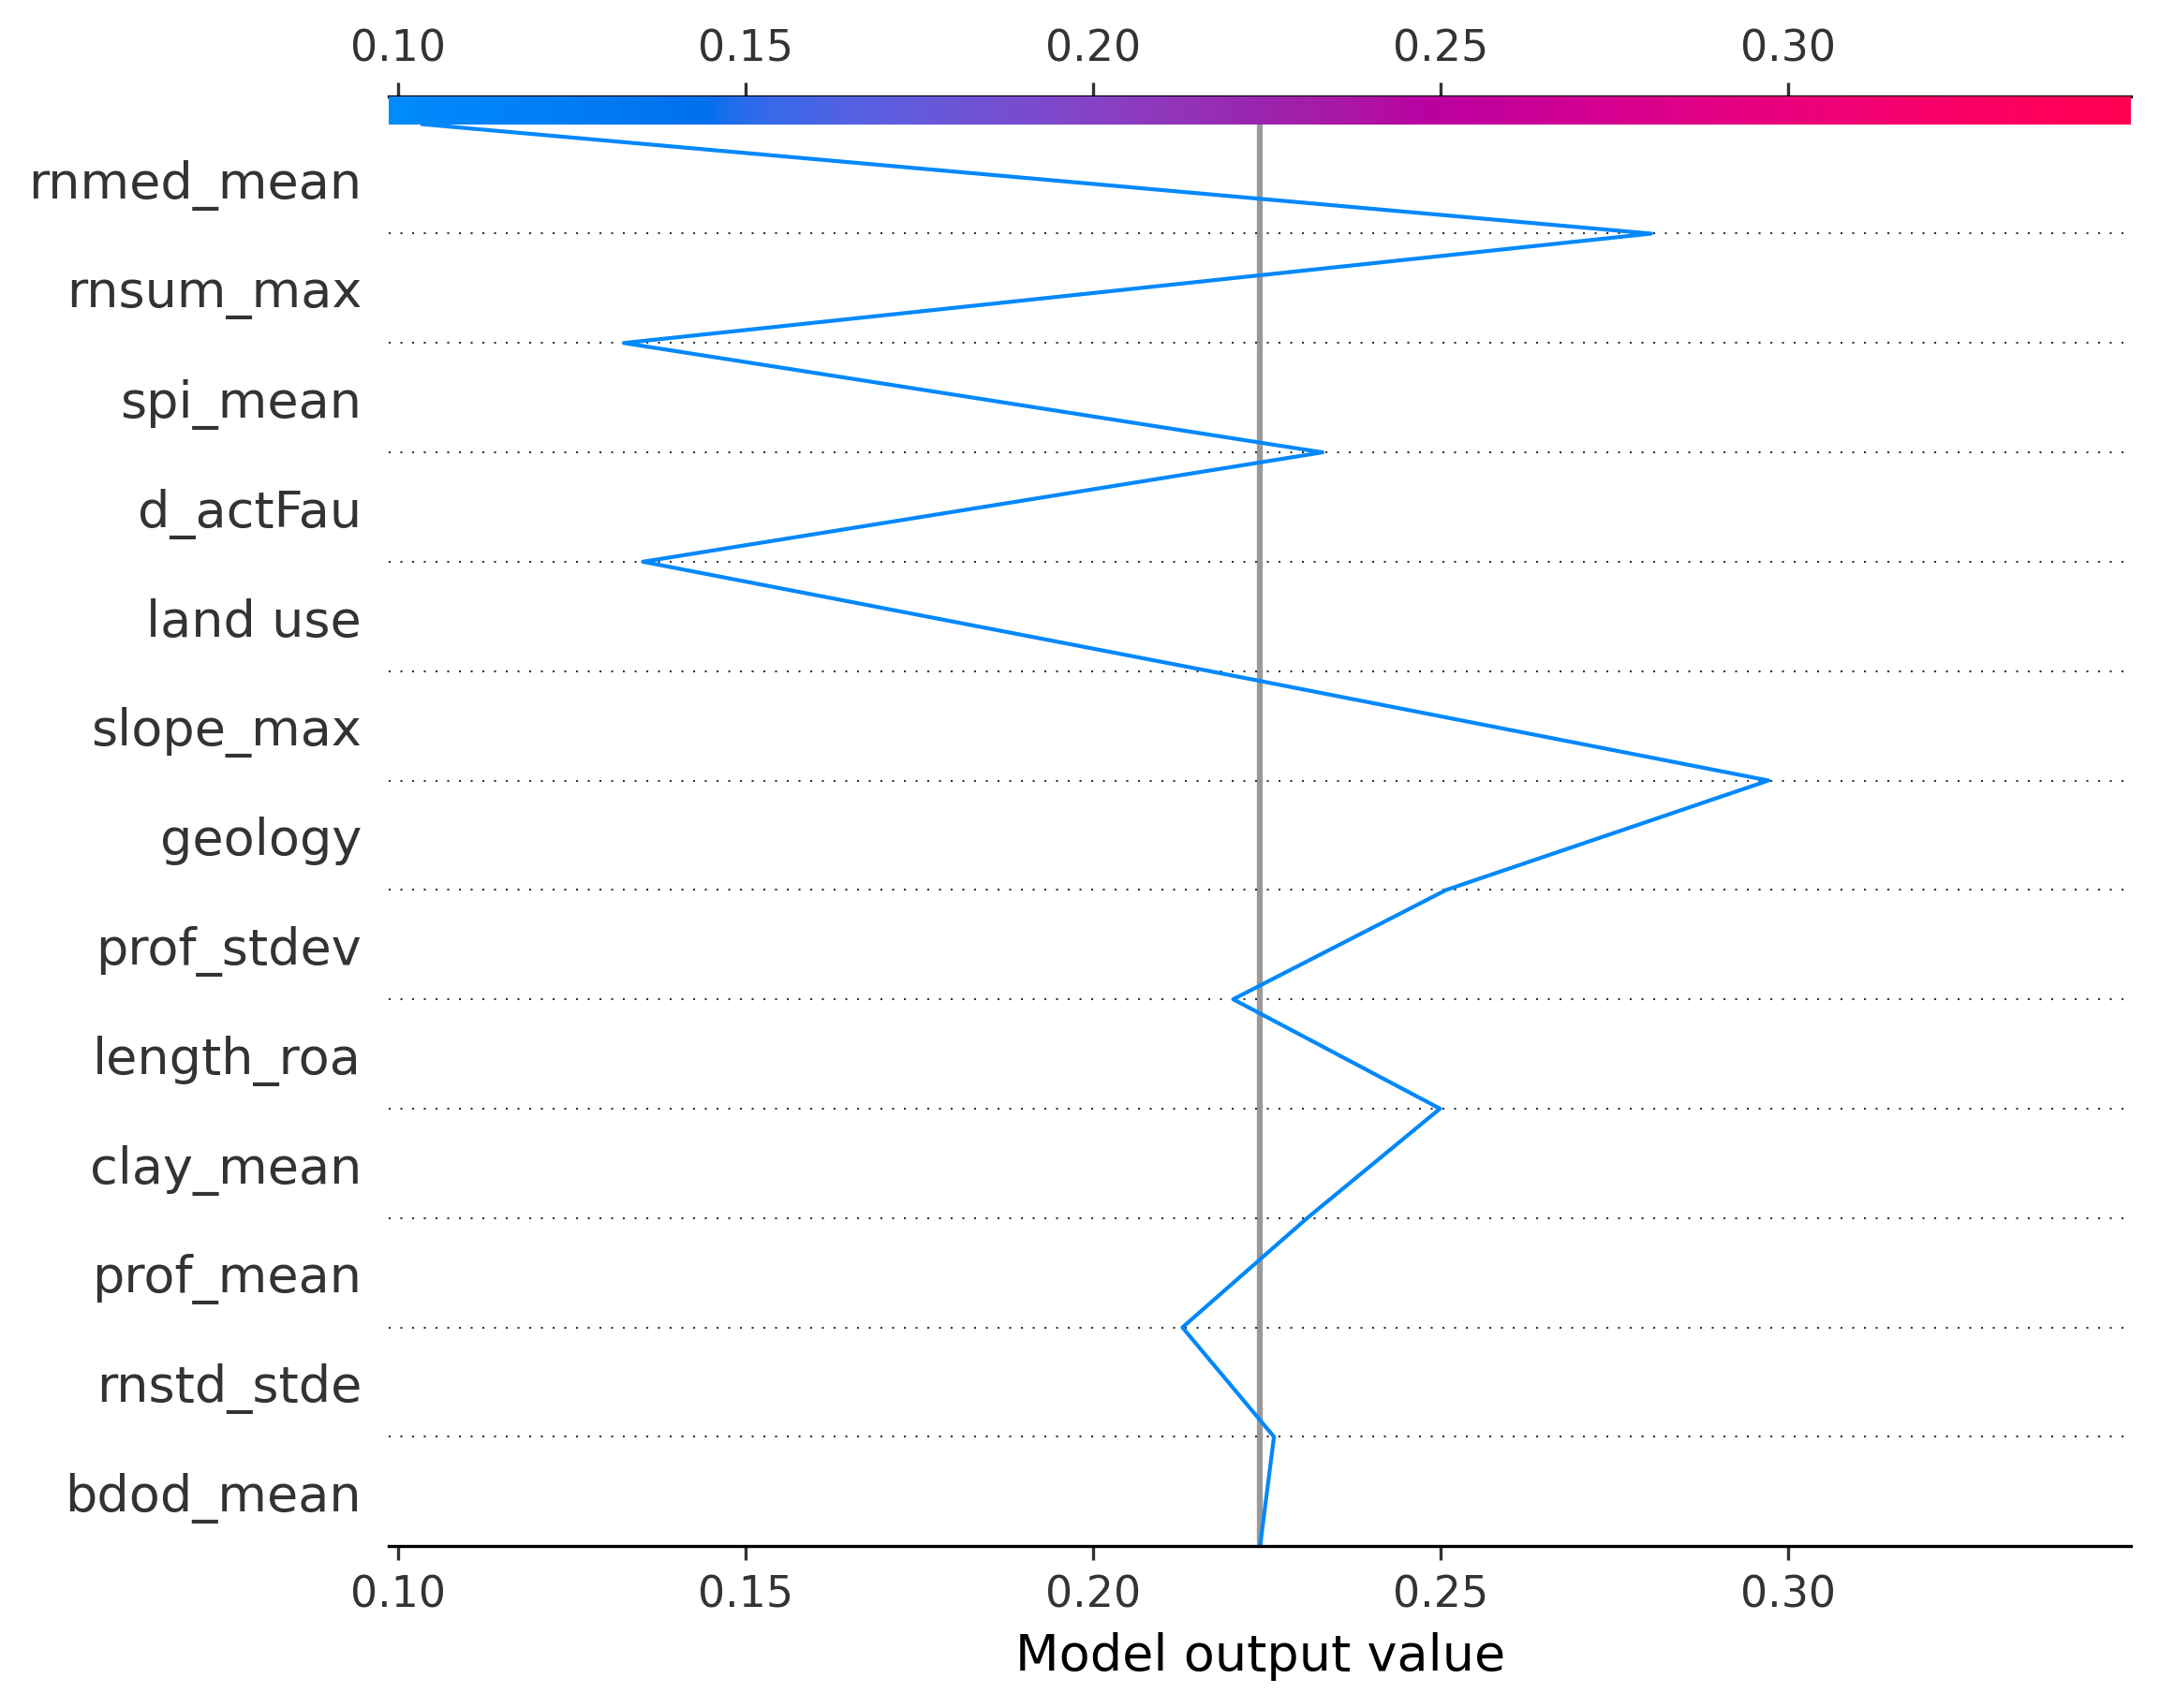 0.10 0.15 0.20 0.25 0.30
rnmed_mean
rnsum_max
spi_mean
d_actFau
land use
slope_max
geology
prof_stdev
length_roa
clay_mean
prof_mean
rnstd_stde
bdod_mean
0.10 0.15 0.20 0.25 0.30
Model output value